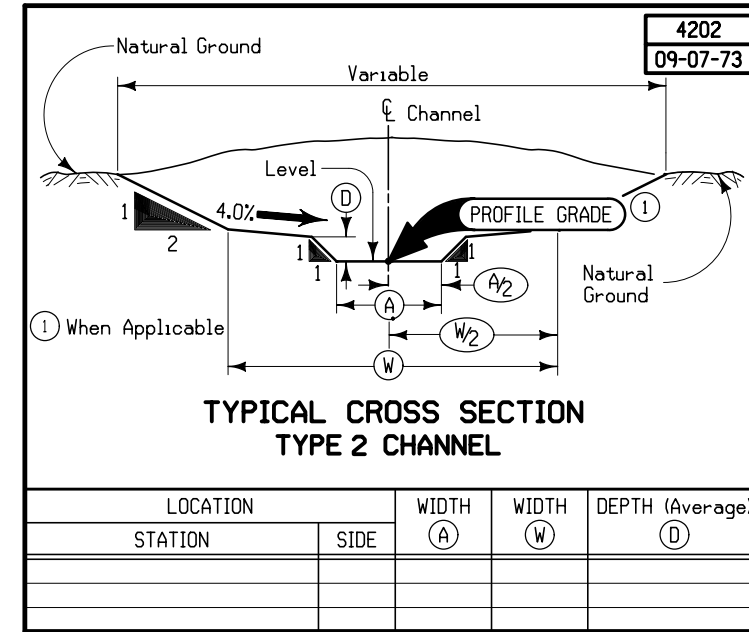 4202
09-07-73
Natural Ground
Variable
℄ Channel
Level
D
4.0%
PROFILE GRADE
1
1
2
1
1
1
1
A/2
Natural
Ground
A
1 When Applicable
W/2
W
TYPICAL CROSS SECTION
TYPE 2 CHANNEL
LOCATION
WIDTH
WIDTH
DEPTH (Average)
STATION
SIDE
A
W
D